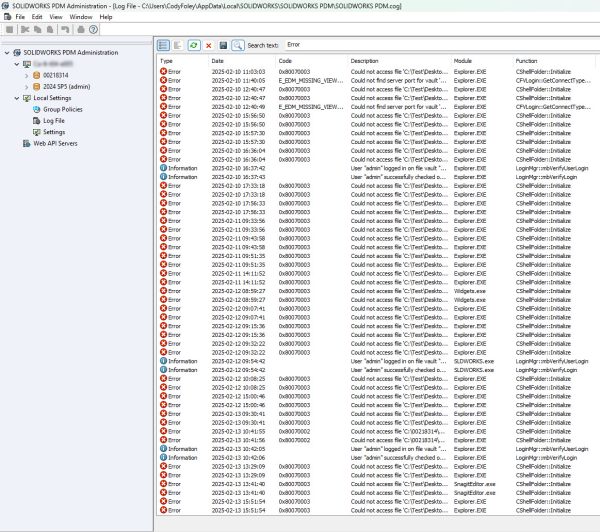 SOLIDWORKS PDM Administration - [Log File - C:\Users\CodyFoley\AppData\Local\SOLIDWORKS\SOLIDWORKS PDM\SOLIDWORKS PDM.cog]
File View Window Help
Search text: Error
SOLIDWORKS PDM Administration
00218314
2024 SP5 (admin)
Local Settings
Group Policies
Log File
Settings
Web API Servers
Type Date Code Description Module Function
Error 2025-02-10 11:03:03 0x80070003 Could not access file 'C:\Test\Deskto... Explorer.EXE CShellFolder::Initialize
Error 2025-02-10 11:40:05 E_EDM_MISSING_VIEW... Could not find server port for vault "... Explorer.EXE CFVLogin::GetConnectType...
Error 2025-02-10 12:40:47 0x80070003 Could not access file 'C:\Test\Deskto... Explorer.EXE CShellFolder::Initialize
Error 2025-02-10 11:40:49 E_EDM_MISSING_VIEW... Could not find server port for vault "... Explorer.EXE CFVLogin::GetConnectType...
Error 2025-02-10 12:40:47 0x80070003 Could not access file 'C:\Test\Deskto... Explorer.EXE CShellFolder::Initialize
Error 2025-02-10 15:56:50 0x80070003 Could not access file 'C:\Test\Deskto... Explorer.EXE CShellFolder::Initialize
Error 2025-02-10 15:56:50 0x80070003 Could not access file 'C:\Test\Deskto... Explorer.EXE CShellFolder::Initialize
Error 2025-02-10 15:57:30 0x80070003 Could not access file 'C:\Test\Deskto... Explorer.EXE CShellFolder::Initialize
Error 2025-02-10 15:57:30 0x80070003 Could not access file 'C:\Test\Deskto... Explorer.EXE CShellFolder::Initialize
Error 2025-02-10 16:36:04 0x80070003 Could not access file 'C:\Test\Deskto... Explorer.EXE CShellFolder::Initialize
Error 2025-02-10 16:36:04 0x80070003 Could not access file 'C:\Test\Deskto... Explorer.EXE CShellFolder::Initialize
Information 2025-02-10 16:37:42 User "admin" logged in on file vault "... Explorer.EXE LoginMgr::mbVerifyUserLogin
Information 2025-02-10 16:37:43 User "admin" successfully checked o... Explorer.EXE LoginMgr::mbVerifyLogin
Error 2025-02-10 17:33:18 0x80070003 Could not access file 'C:\Test\Deskto... Explorer.EXE CShellFolder::Initialize
Error 2025-02-10 17:33:18 0x80070003 Could not access file 'C:\Test\Deskto... Explorer.EXE CShellFolder::Initialize
Error 2025-02-10 17:56:33 0x80070003 Could not access file 'C:\Test\Deskto... Explorer.EXE CShellFolder::Initialize
Error 2025-02-10 17:56:33 0x80070003 Could not access file 'C:\Test\Deskto... Explorer.EXE CShellFolder::Initialize
Error 2025-02-11 09:33:56 0x80070003 Could not access file 'C:\Test\Deskto... Explorer.EXE CShellFolder::Initialize
Error 2025-02-11 09:33:56 0x80070003 Could not access file 'C:\Test\Deskto... Explorer.EXE CShellFolder::Initialize
Error 2025-02-11 09:43:58 0x80070003 Could not access file 'C:\Test\Deskto... Explorer.EXE CShellFolder::Initialize
Error 2025-02-11 09:43:58 0x80070003 Could not access file 'C:\Test\Deskto... Explorer.EXE CShellFolder::Initialize
Error 2025-02-11 09:51:35 0x80070003 Could not access file 'C:\Test\Deskto... Explorer.EXE CShellFolder::Initialize
Error 2025-02-11 09:51:35 0x80070003 Could not access file 'C:\Test\Deskto... Explorer.EXE CShellFolder::Initialize
Error 2025-02-11 14:11:52 0x80070003 Could not access file 'C:\Test\Deskto... Explorer.EXE CShellFolder::Initialize
Error 2025-02-11 14:11:52 0x80070003 Could not access file 'C:\Test\Deskto... Explorer.EXE CShellFolder::Initialize
Error 2025-02-12 08:59:27 0x80070003 Could not access file 'C:\Test\Deskto... Widgets.exe CShellFolder::Initialize
Error 2025-02-12 08:59:27 0x80070003 Could not access file 'C:\Test\Deskto... Widgets.exe CShellFolder::Initialize
Error 2025-02-12 09:07:41 0x80070003 Could not access file 'C:\Test\Deskto... Explorer.EXE CShellFolder::Initialize
Error 2025-02-12 09:07:41 0x80070003 Could not access file 'C:\Test\Deskto... Explorer.EXE CShellFolder::Initialize
Error 2025-02-12 09:15:36 0x80070003 Could not access file 'C:\Test\Deskto... Explorer.EXE CShellFolder::Initialize
Error 2025-02-12 09:15:36 0x80070003 Could not access file 'C:\Test\Deskto... Explorer.EXE CShellFolder::Initialize
Error 2025-02-12 09:32:22 0x80070003 Could not access file 'C:\Test\Deskto... Explorer.EXE CShellFolder::Initialize
Error 2025-02-12 09:32:22 0x80070003 Could not access file 'C:\Test\Deskto... Explorer.EXE CShellFolder::Initialize
Information 2025-02-12 09:54:42 User "admin" logged in on file vault "... SLDWORKS.exe LoginMgr::mbVerifyUserLogin
Information 2025-02-12 09:54:42 User "admin" successfully checked o... SLDWORKS.exe LoginMgr::mbVerifyLogin
Error 2025-02-12 10:08:25 0x80070003 Could not access file 'C:\Test\Deskto... Explorer.EXE CShellFolder::Initialize
Error 2025-02-12 10:08:25 0x80070003 Could not access file 'C:\Test\Deskto... Explorer.EXE CShellFolder::Initialize
Error 2025-02-12 15:00:46 0x80070003 Could not access file 'C:\Test\Deskto... Explorer.EXE CShellFolder::Initialize
Error 2025-02-12 15:00:46 0x80070003 Could not access file 'C:\Test\Deskto... Explorer.EXE CShellFolder::Initialize
Error 2025-02-13 09:30:41 0x80070003 Could not access file 'C:\Test\Deskto... Explorer.EXE CShellFolder::Initialize
Error 2025-02-13 09:30:41 0x80070003 Could not access file 'C:\Test\Deskto... Explorer.EXE CShellFolder::Initialize
Error 2025-02-13 10:41:55 0x80070002 Could not access file 'C:\00218314\... Explorer.EXE CShellFolder::Initialize
Error 2025-02-13 10:41:56 0x80070002 Could not access file 'C:\00218314\... Explorer.EXE CShellFolder::Initialize
Information 2025-02-13 10:42:05 User "admin" logged in on file vault "... Explorer.EXE LoginMgr::mbVerifyUserLogin
Information 2025-02-13 10:42:06 User "admin" successfully checked o... Explorer.EXE LoginMgr::mbVerifyLogin
Error 2025-02-13 13:29:09 0x80070003 Could not access file 'C:\Test\Deskto... Explorer.EXE CShellFolder::Initialize
Error 2025-02-13 13:29:09 0x80070003 Could not access file 'C:\Test\Deskto... Explorer.EXE CShellFolder::Initialize
Error 2025-02-13 13:41:40 0x80070003 Could not access file 'C:\Test\Deskto... SnagitEditor.exe CShellFolder::Initialize
Error 2025-02-13 13:41:40 0x80070003 Could not access file 'C:\Test\Deskto... SnagitEditor.exe CShellFolder::Initialize
Error 2025-02-13 15:51:54 0x80070003 Could not access file 'C:\Test\Deskto... Explorer.EXE CShellFolder::Initialize
Error 2025-02-13 15:51:54 0x80070003 Could not access file 'C:\Test\Deskto... Explorer.EXE CShellFolder::Initialize